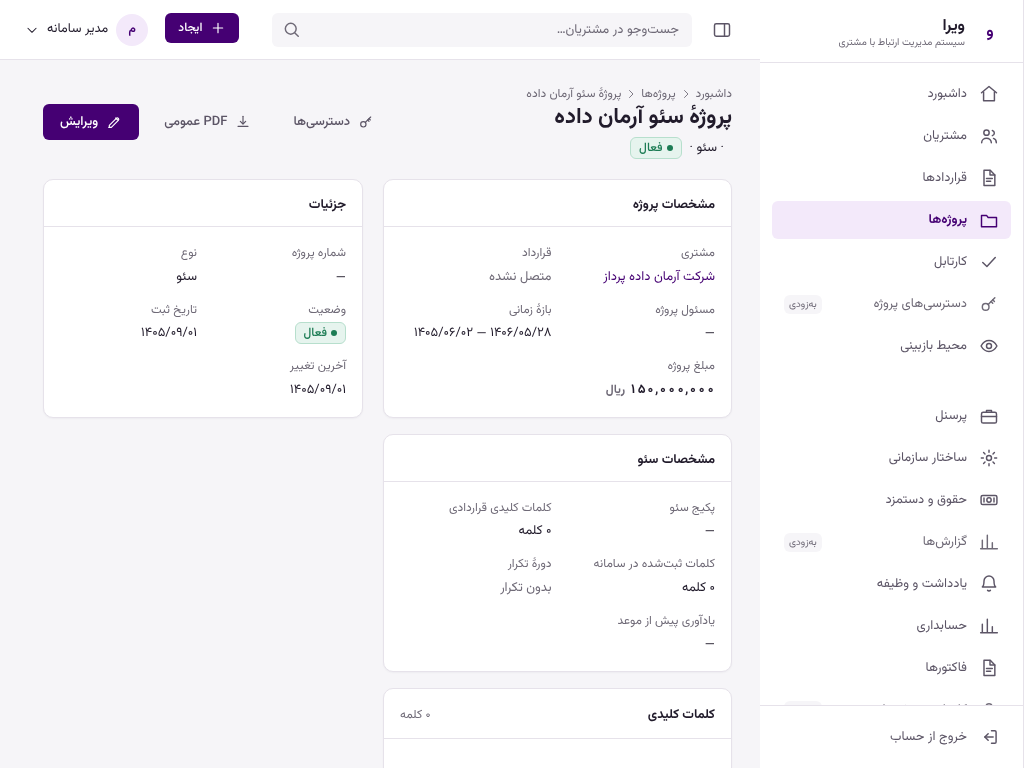 ویرا
سیستم مدیریت ارتباط با مشتری
و
داشبورد
مشتریان
قراردادها
پروژه‌ها
کارتابل
دسترسی‌های پروژه
به‌زودی
محیط بازبینی
پرسنل
ساختار سازمانی
حقوق و دستمزد
گزارش‌ها
به‌زودی
یادداشت و وظیفه
حسابداری
فاکتورها
خروج از حساب
جست‌وجو در مشتریان...
ایجاد
م
مدیر سامانه
داشبورد
پروژه‌ها
پروژهٔ سئو آرمان داده
پروژهٔ سئو آرمان داده
· سئو ·
فعال
دسترسی‌ها
PDF عمومی
ویرایش
مشخصات پروژه
مشتری
قرارداد
شرکت آرمان داده پرداز
متصل نشده
مسئول پروژه
بازهٔ زمانی
—
۱۴۰۵/۰۶/۰۲ — ۱۴۰۶/۰۵/۲۸
مبلغ پروژه
۱۵۰,۰۰۰,۰۰۰ ریال
جزئیات
شماره پروژه
نوع
—
سئو
وضعیت
تاریخ ثبت
فعال
۱۴۰۵/۰۹/۰۱
آخرین تغییر
۱۴۰۵/۰۹/۰۱
مشخصات سئو
پکیج سئو
کلمات کلیدی قراردادی
—
۰ کلمه
کلمات ثبت‌شده در سامانه
دورهٔ تکرار
۰ کلمه
بدون تکرار
یادآوری پیش از موعد
—
کلمات کلیدی
۰ کلمه